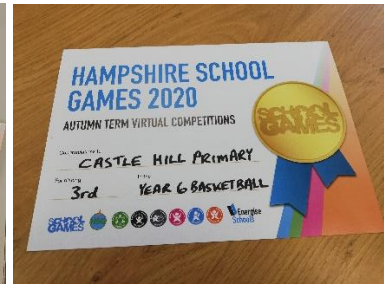 HAMPSHIRE SCHOOL
GAMES 2020
AUTUMN TERM VIRTUAL COMPETITIONS
SCHOOL
GAMES
CASTLE HILL PRIMARY
3rd YEAR 6 BASKETBALL
SCHOOL
GAMES
Energise
Schools